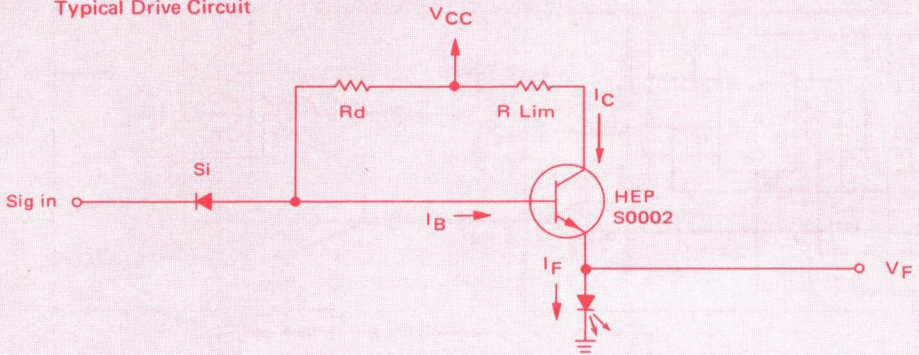 Typical Drive Circuit
VCC
Rd
R Lim
IC
Si
Sig in
HEP
S0002
IB
IF
VF